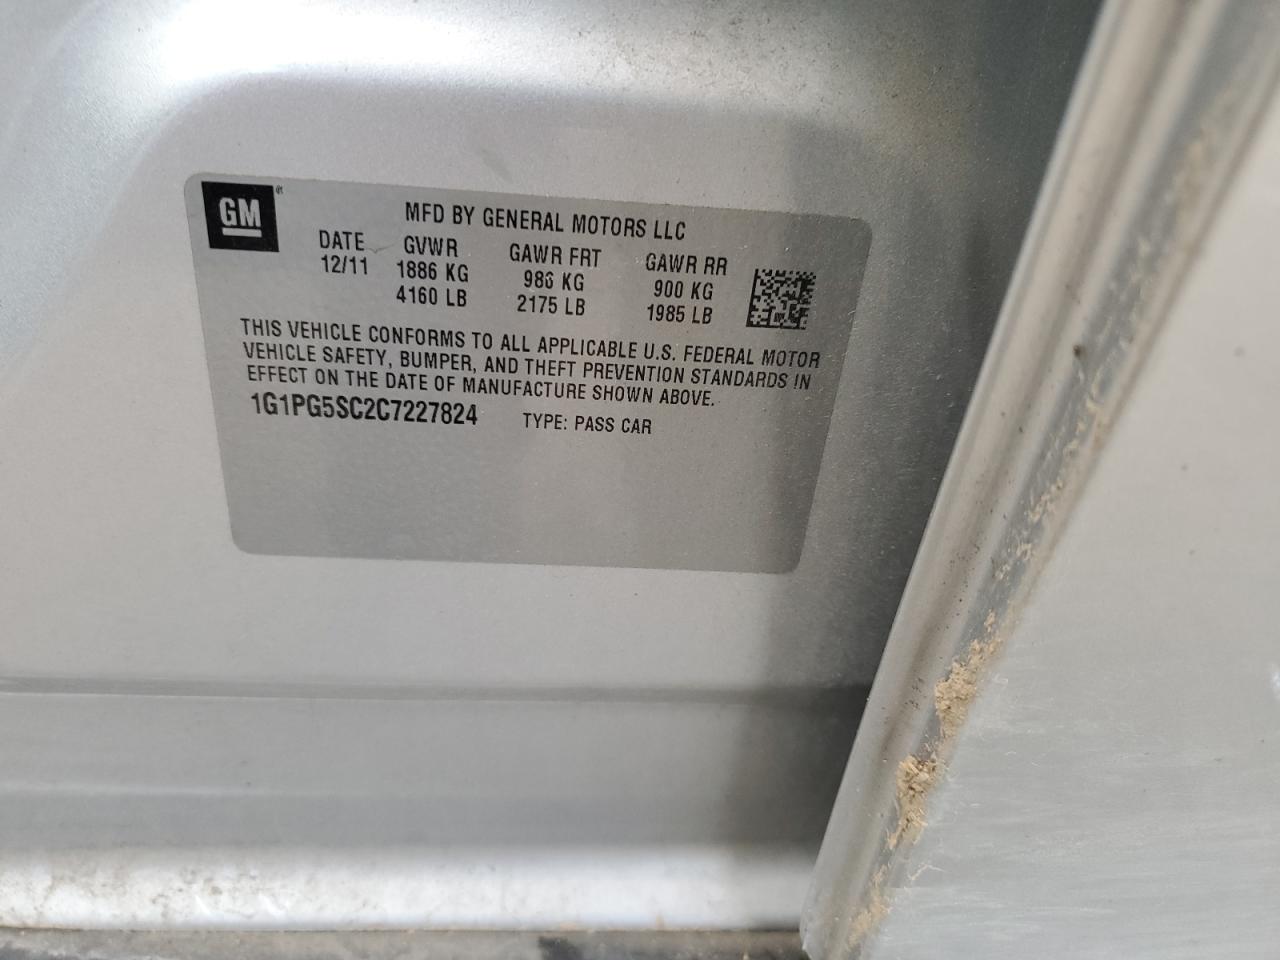 GM
MFD BY GENERAL MOTORS LLC
DATE GVWR GAWR FRT GAWR RR
12/11 1886 KG 986 KG 900 KG
4160 LB 2175 LB 1985 LB
THIS VEHICLE CONFORMS TO ALL APPLICABLE U.S. FEDERAL MOTOR
VEHICLE SAFETY, BUMPER, AND THEFT PREVENTION STANDARDS IN
EFFECT ON THE DATE OF MANUFACTURE SHOWN ABOVE.
1G1PG5SC2C7227824 TYPE: PASS CAR